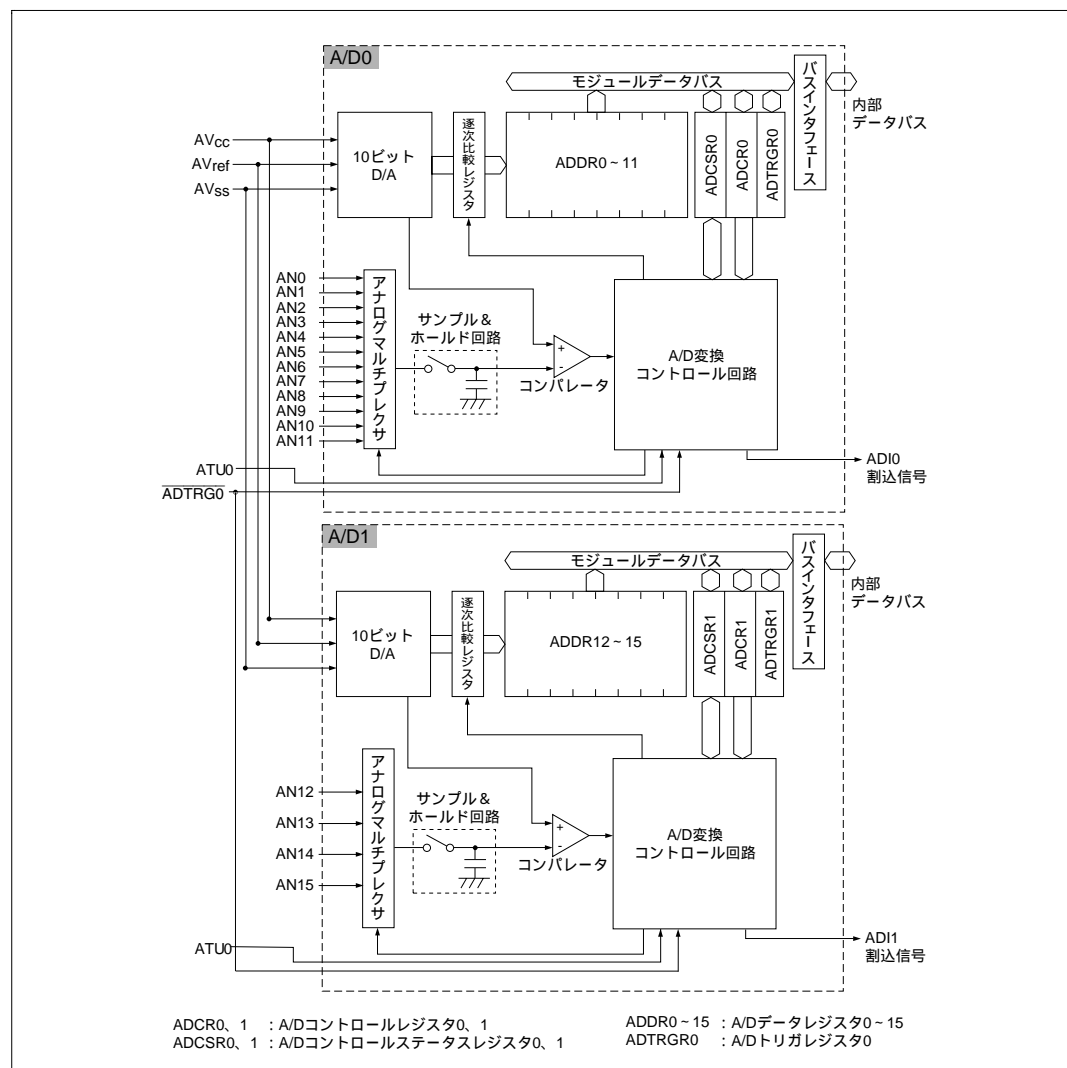 A/D0
モジュールデータバス
バスインタフェース
内部
データバス
AVcc
AVref
AVss
10ビット
D/A
逐次比較レジスタ
ADDR0～11
ADCSR0
ADCR0
ADTRGR0
AN0
AN1
AN2
AN3
AN4
AN5
AN6
AN7
AN8
AN9
AN10
AN11
アナログマルチプレクサ
サンプル&
ホールド回路
+
-
コンパレータ
A/D変換
コントロール回路
ATU0
ADTRG0
ADI0
割込信号
A/D1
モジュールデータバス
バスインタフェース
内部
データバス
10ビット
D/A
逐次比較レジスタ
ADDR12～15
ADCSR1
ADCR1
ADTRGR1
AN12
AN13
AN14
AN15
アナログマルチプレクサ
サンプル&
ホールド回路
+
-
コンパレータ
A/D変換
コントロール回路
ATU0
ADI1
割込信号
ADCR0、1 : A/Dコントロールレジスタ0、1
ADCSR0、1 : A/Dコントロールステータスレジスタ0、1
ADDR0～15 : A/Dデータレジスタ0～15
ADTRGR0 : A/Dトリガレジスタ0